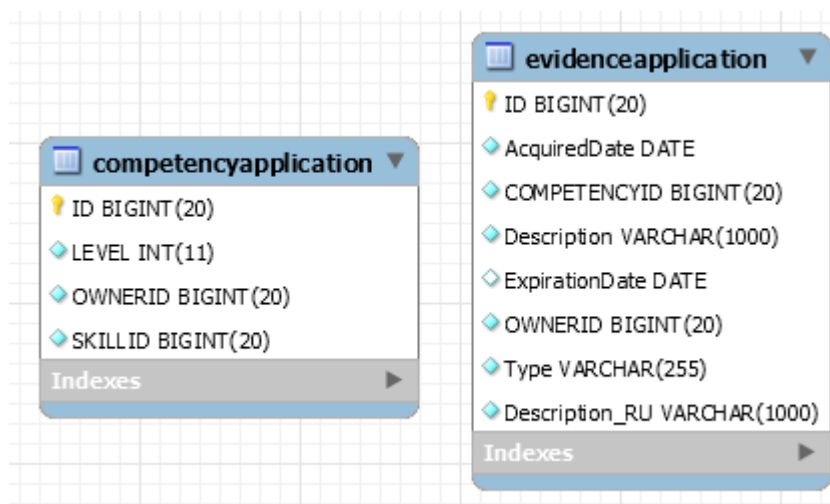 competencyapplication
ID BIGINT(20)
LEVEL INT(11)
OWNERID BIGINT(20)
SKILLID BIGINT(20)
Indexes
evidenceapplication
ID BIGINT(20)
AcquiredDate DATE
COMPETENCYID BIGINT(20)
Description VARCHAR(1000)
ExpirationDate DATE
OWNERID BIGINT(20)
Type VARCHAR(255)
Description_RU VARCHAR(1000)
Indexes